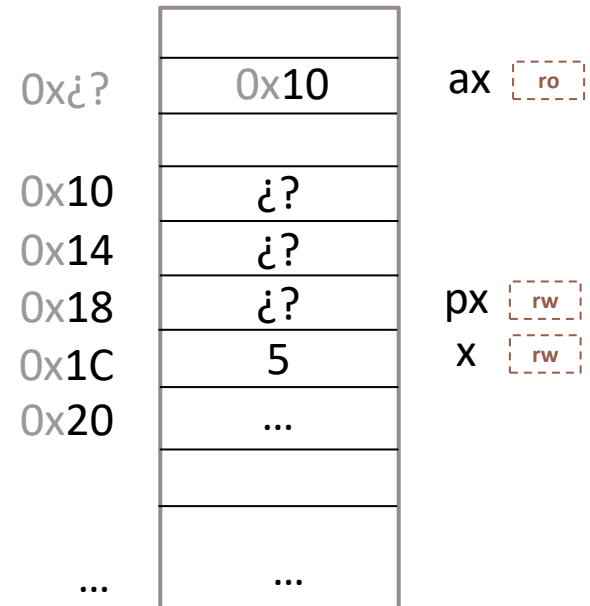 0x¿? 0x10 ax ro
0x10 ¿?
0x14 ¿?
0x18 ¿? px rw
0x1C 5 x rw
0x20 ...
... ...